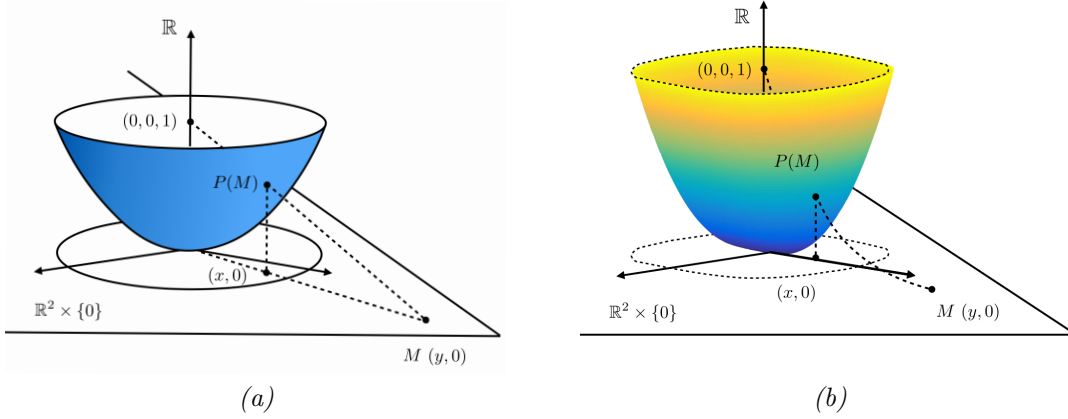 ℝ
(0, 0, 1)
P(M)
(x, 0)
ℝ² × {0}
M (y, 0)
(a)
ℝ
(0, 0, 1)
P(M)
(x, 0)
ℝ² × {0}
M (y, 0)
(b)